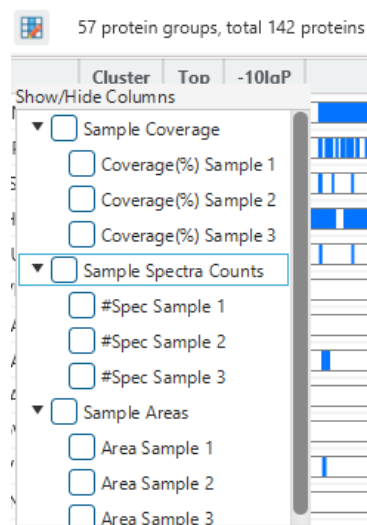 57 protein groups, total 142 proteins
Cluster Top -10lgP
Show/Hide Columns
Sample Coverage
Coverage(%) Sample 1
Coverage(%) Sample 2
Coverage(%) Sample 3
Sample Spectra Counts
#Spec Sample 1
#Spec Sample 2
#Spec Sample 3
Sample Areas
Area Sample 1
Area Sample 2
Area Sample 3